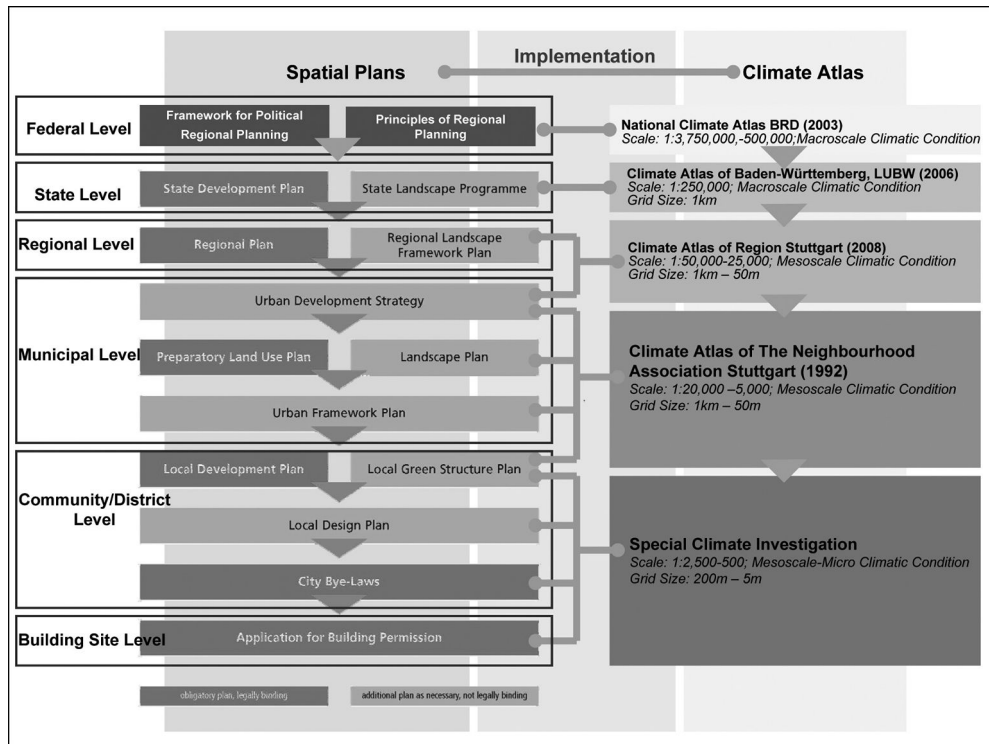 Implementation
Spatial Plans
Climate Atlas
Federal Level
Framework for Political
Regional Planning
Principles of Regional
Planning
National Climate Atlas BRD (2003)
Scale: 1:3,750,000,-500,000;Macroscale Climatic Condition
State Level
State Development Plan
State Landscape Programme
Climate Atlas of Baden-Württemberg, LUBW (2006)
Scale: 1:250,000; Macroscale Climatic Condition
Grid Size: 1km
Regional Level
Regional Plan
Regional Landscape
Framework Plan
Climate Atlas of Region Stuttgart (2008)
Scale: 1:50,000-25,000; Mesoscale Climatic Condition
Grid Size: 1km – 50m
Municipal Level
Urban Development Strategy
Preparatory Land Use Plan
Landscape Plan
Urban Framework Plan
Climate Atlas of The Neighbourhood
Association Stuttgart (1992)
Scale: 1:20,000 –5,000; Mesoscale Climatic Condition
Grid Size: 1km – 50m
Community/District
Level
Local Development Plan
Local Green Structure Plan
Local Design Plan
City Bye-Laws
Special Climate Investigation
Scale: 1:2,500-500; Mesoscale-Micro Climatic Condition
Grid Size: 200m – 5m
Building Site Level
Application for Building Permission
obligatory plan, legally binding
additional plan as necessary, not legally binding